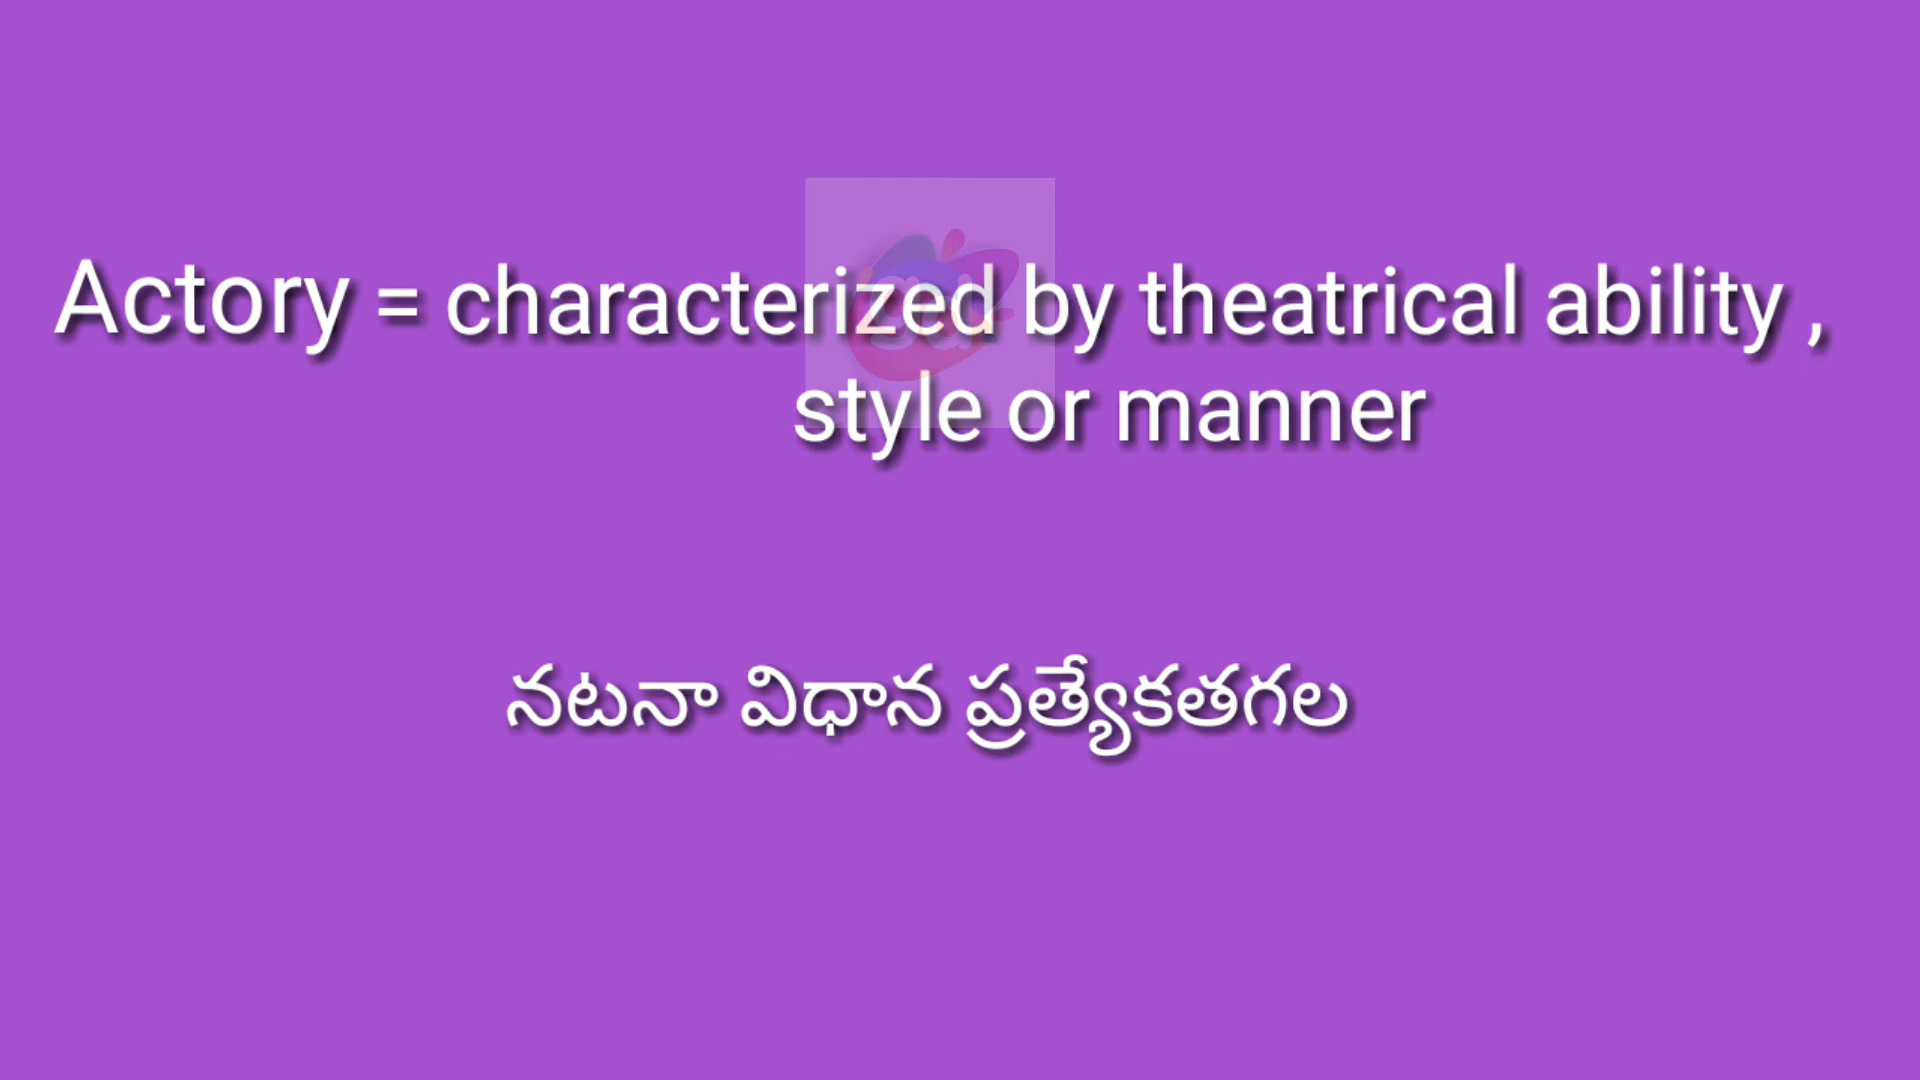 Actory = characterized by theatrical ability ,
style or manner
నటనా విధాన ప్రత్యేకతగల